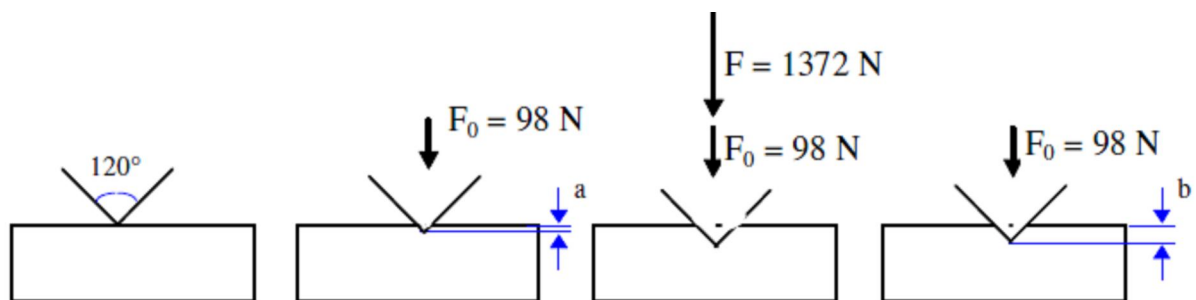 120°
F₀ = 98 N
a
F = 1372 N
F₀ = 98 N
F₀ = 98 N
b